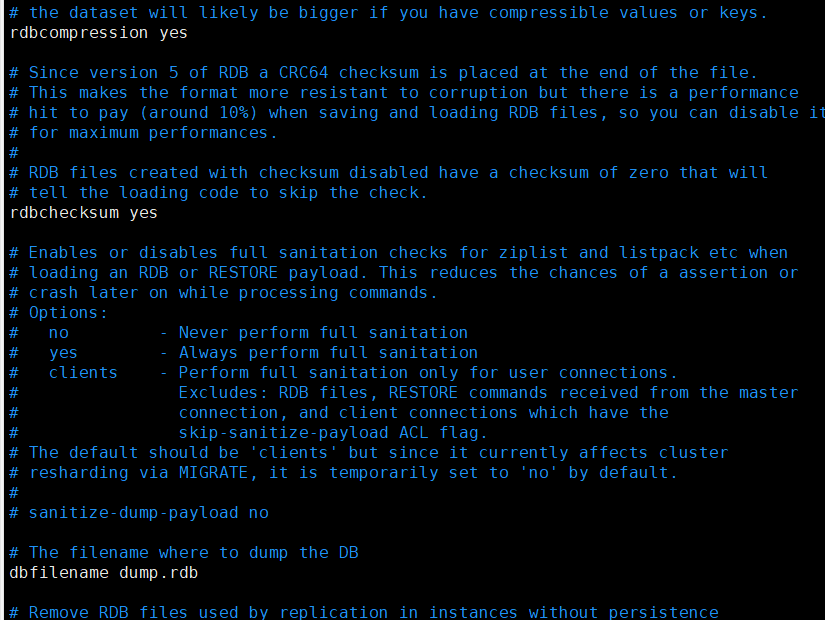 # the dataset will likely be bigger if you have compressible values or keys.
rdbcompression yes
# Since version 5 of RDB a CRC64 checksum is placed at the end of the file.
# This makes the format more resistant to corruption but there is a performance
# hit to pay (around 10%) when saving and loading RDB files, so you can disable it
# for maximum performances.
#
# RDB files created with checksum disabled have a checksum of zero that will
# tell the loading code to skip the check.
rdbchecksum yes
# Enables or disables full sanitation checks for ziplist and listpack etc when
# loading an RDB or RESTORE payload. This reduces the chances of a assertion or
# crash later on while processing commands.
# Options:
#   no         - Never perform full sanitation
#   yes        - Always perform full sanitation
#   clients    - Perform full sanitation only for user connections.
#                Excludes: RDB files, RESTORE commands received from the master
#                connection, and client connections which have the
#                skip-sanitize-payload ACL flag.
# The default should be 'clients' but since it currently affects cluster
# resharding via MIGRATE, it is temporarily set to 'no' by default.
#
# sanitize-dump-payload no
# The filename where to dump the DB
dbfilename dump.rdb
# Remove RDB files used by replication in instances without persistence